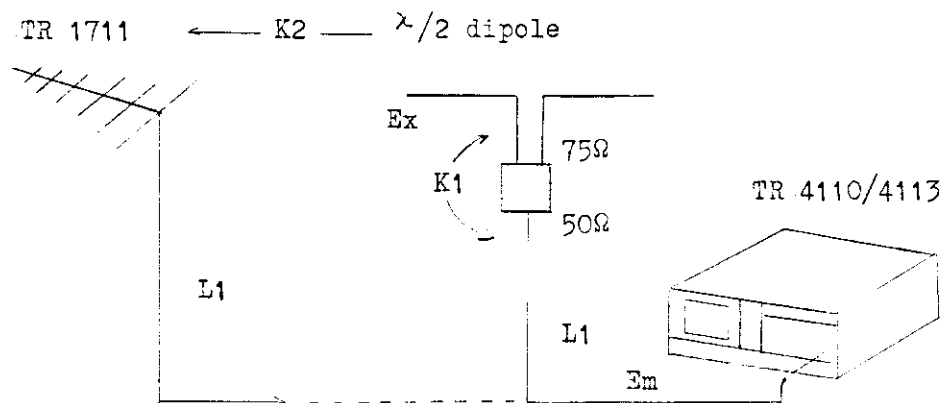 TR 1711
K2
λ/2 dipole
Ex
75Ω
K1
50Ω
TR 4110/4113
L1
L1
Em